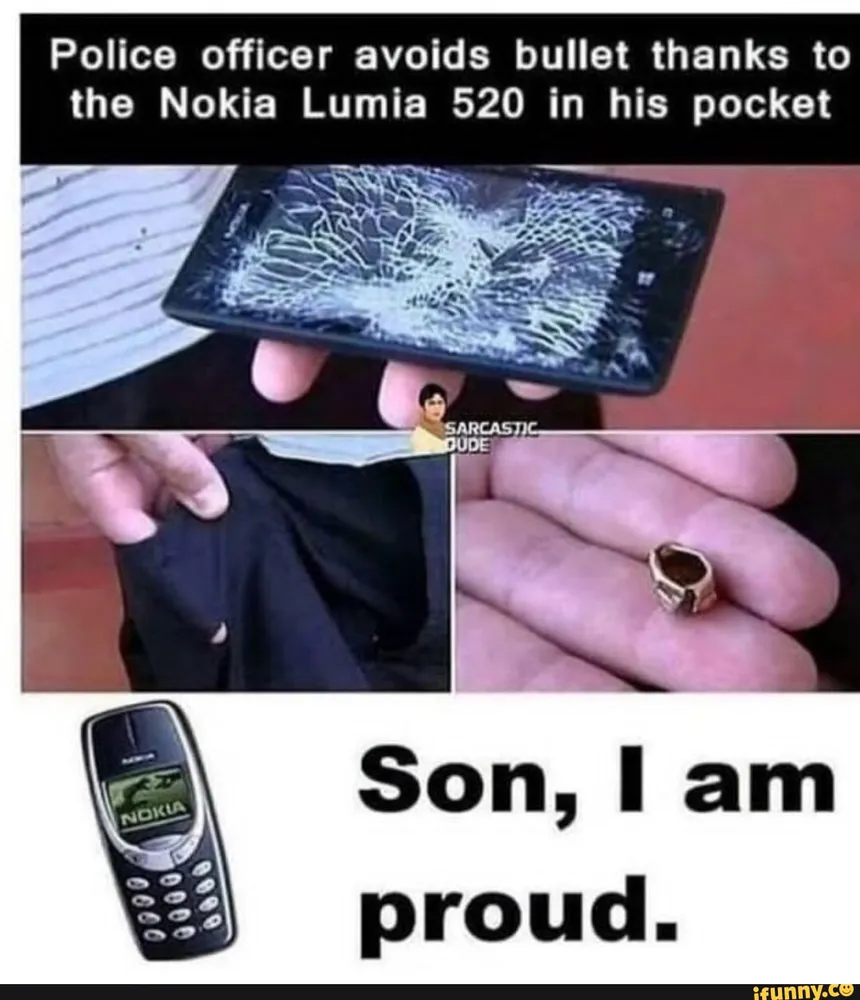 Police officer avoids bullet thanks to
the Nokia Lumia 520 in his pocket
SARCASTIC
DUDE
NOKIA
NOKIA
Son, I am
proud.
ifunny.co